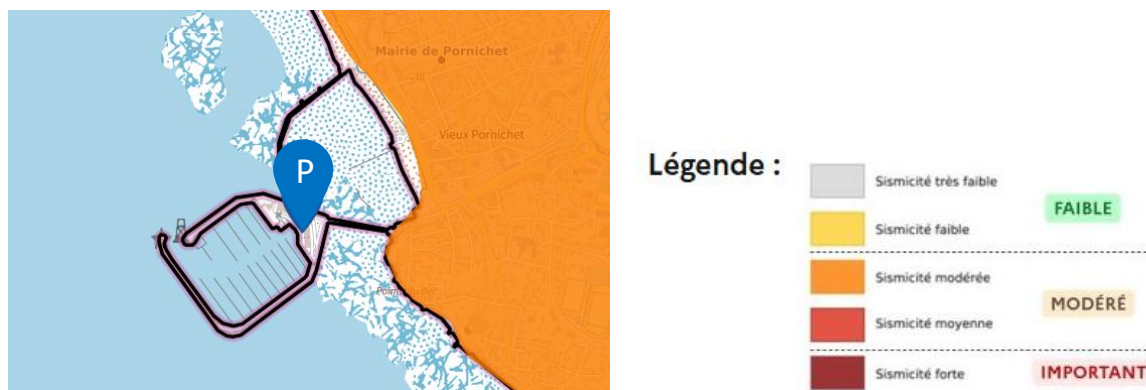 Mairie de Pornichet
Vieux Pornichet
P
Légende :
Sismicité très faible
Sismicité faible
FAIBLE
Sismicité modérée
Sismicité moyenne
MODÉRÉ
Sismicité forte
IMPORTANT